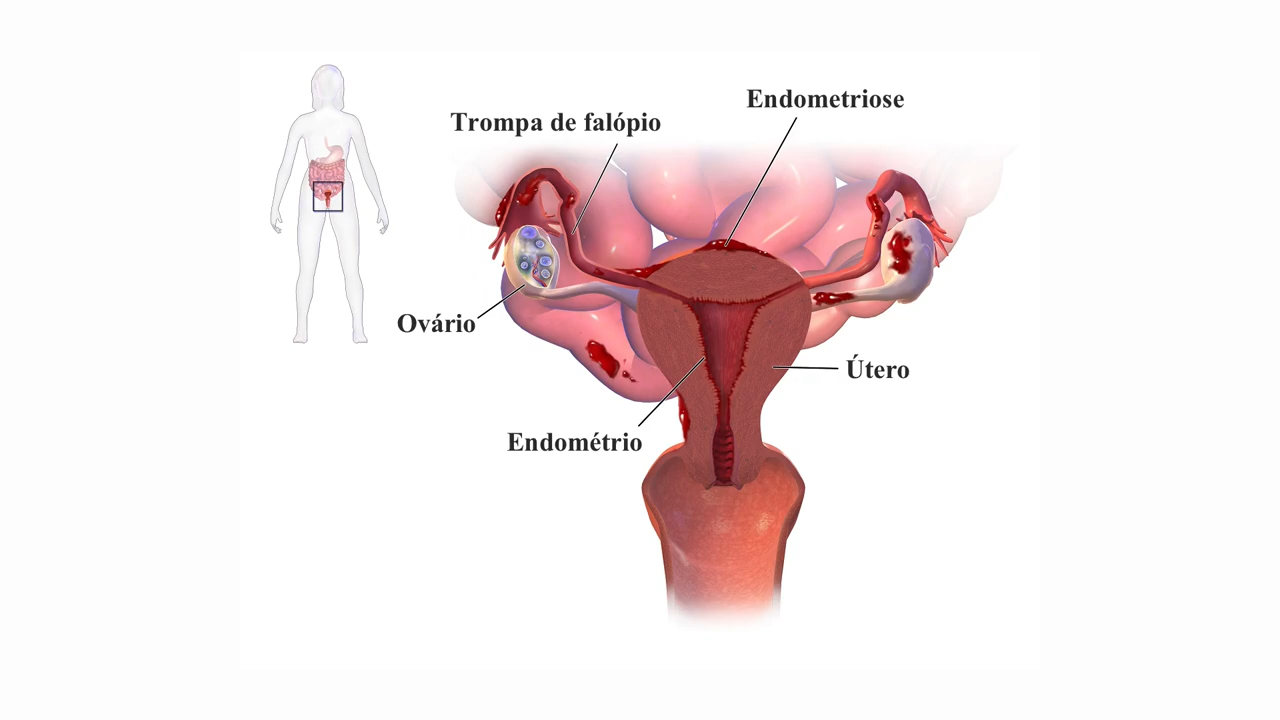 Endometriose
Trompa de falópio
Ovário
Útero
Endométrio